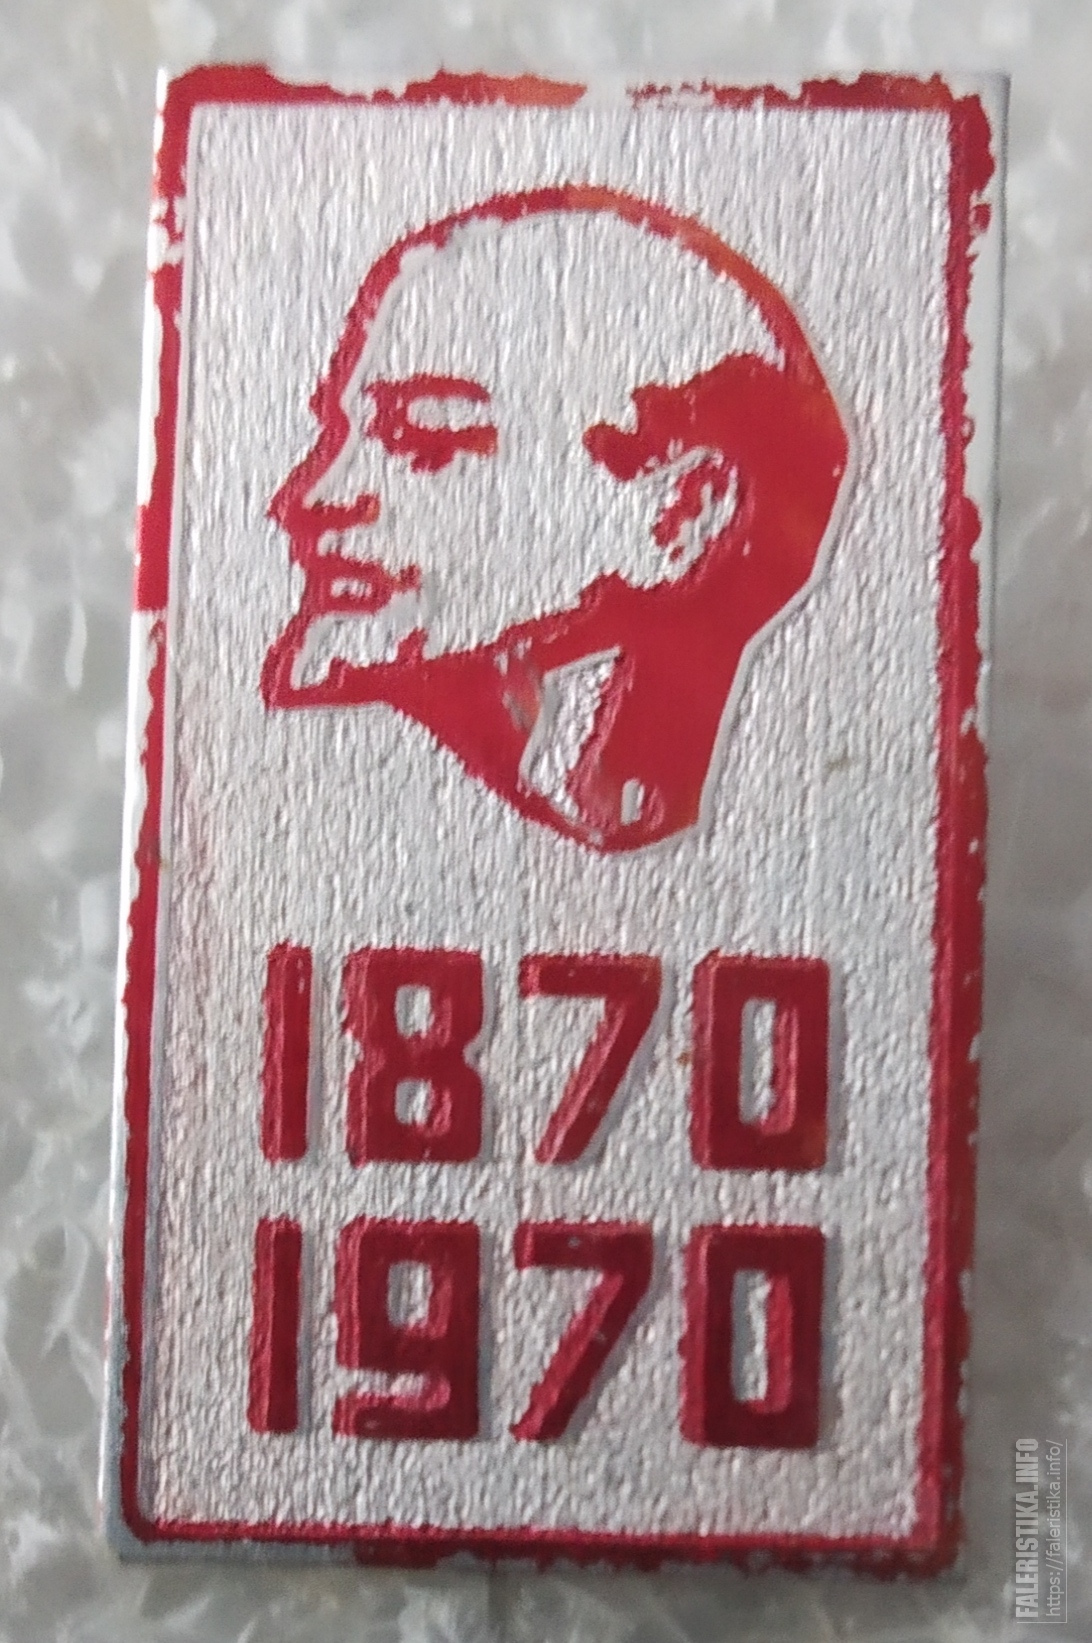 1870
1970
FALERISTIKA.INFO
https://faleristika.info/